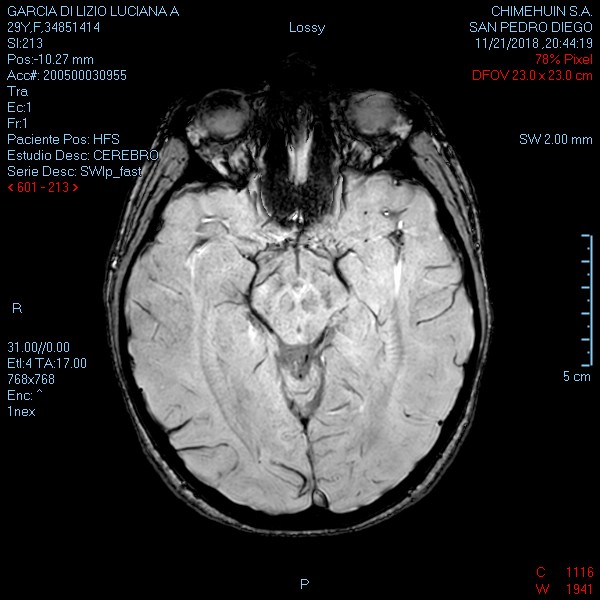 GARCIA DI LIZIO LUCIANA A
29Y,F,34851414
Sl:213
Pos:-10.27 mm
Acc#: 200500030955
Tra
Ec:1
Fr:1
Paciente Pos: HFS
Estudio Desc: CEREBRO
Serie Desc: SWIp_fast
< 601 - 213 >
Lossy
CHIMEHUIN S.A.
SAN PEDRO DIEGO
11/21/2018 ,20:44:19
78% Pixel
DFOV 23.0 x 23.0 cm
SW 2.00 mm
R
31.00//0.00
Etl:4 TA:17.00
768x768
Enc: ^
1nex
5 cm
P
C 1116
W 1941